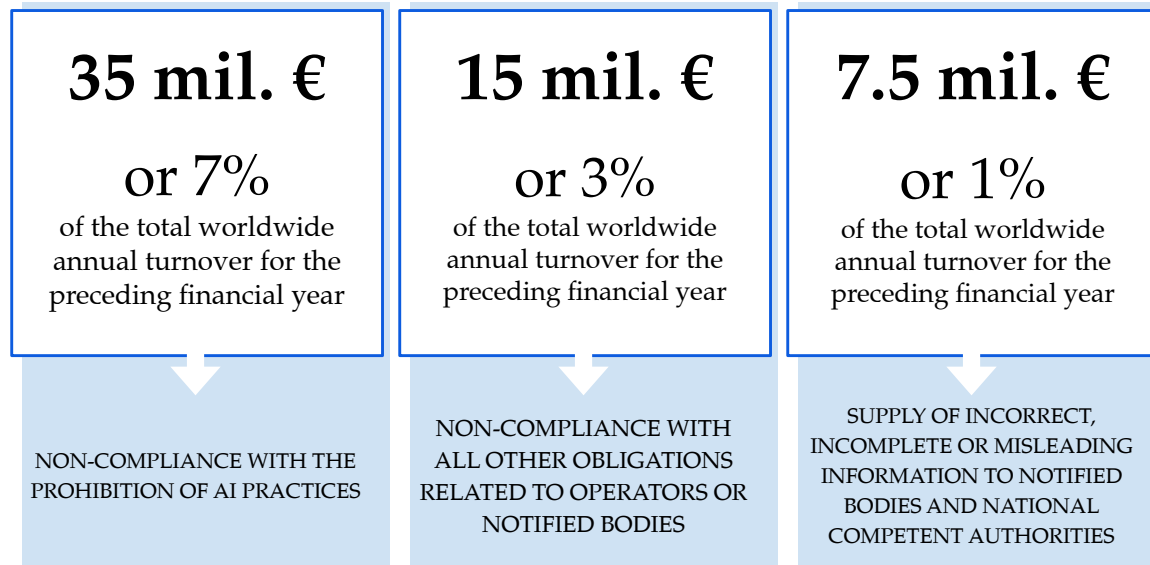 35 mil. €
or 7%
of the total worldwide
annual turnover for the
preceding financial year
NON-COMPLIANCE WITH THE
PROHIBITION OF AI PRACTICES
15 mil. €
or 3%
of the total worldwide
annual turnover for the
preceding financial year
NON-COMPLIANCE WITH
ALL OTHER OBLIGATIONS
RELATED TO OPERATORS OR
NOTIFIED BODIES
7.5 mil. €
or 1%
of the total worldwide
annual turnover for the
preceding financial year
SUPPLY OF INCORRECT,
INCOMPLETE OR MISLEADING
INFORMATION TO NOTIFIED
BODIES AND NATIONAL
COMPETENT AUTHORITIES